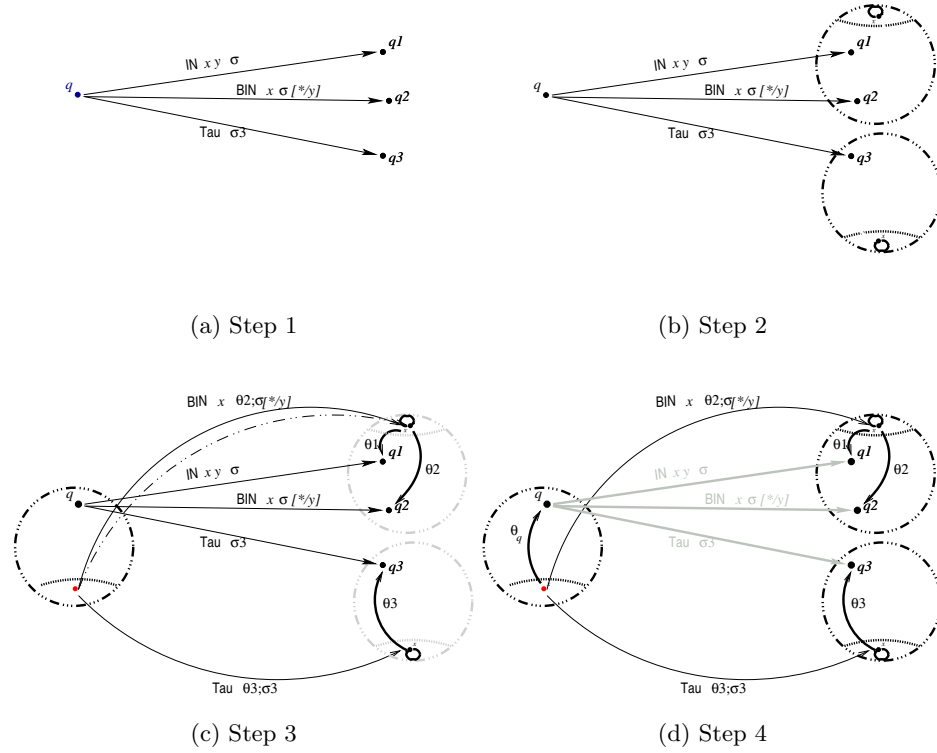 q
IN x y σ
BIN x σ[*/y]
Tau σ3
q1
q2
q3
(a) Step 1
q
IN x y σ
BIN x σ[*/y]
Tau σ3
q1
q2
q3
(b) Step 2
BIN x θ2;σ[*/y]
q
IN x y σ
BIN x σ[*/y]
Tau σ3
θ1
q1
θ2
q2
q3
θ3
Tau θ3;σ3
(c) Step 3
BIN x θ2;σ[*/y]
q
IN x y σ
BIN x σ[*/y]
Tau σ3
θq
θ1
q1
θ2
q2
q3
θ3
Tau θ3;σ3
(d) Step 4